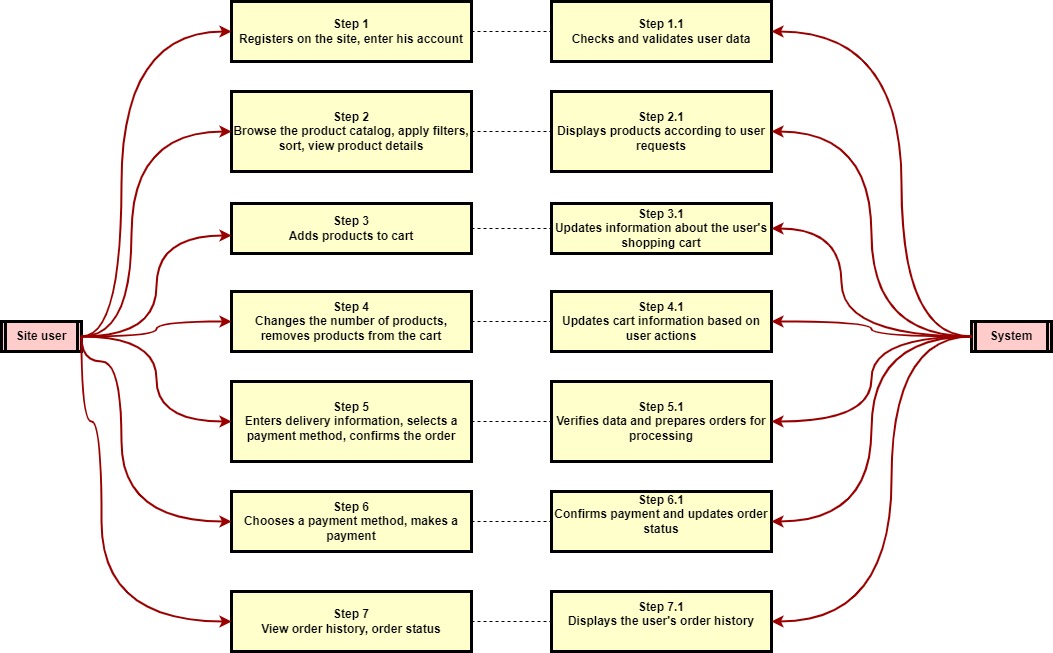 Step 1
Registers on the site, enter his account
Step 1.1
Checks and validates user data
Step 2
Browse the product catalog, apply filters,
sort, view product details
Step 2.1
Displays products according to user
requests
Step 3
Adds products to cart
Step 3.1
Updates information about the user's
shopping cart
Site user
Step 4
Changes the number of products,
removes products from the cart
Step 4.1
Updates cart information based on
user actions
System
Step 5
Enters delivery information, selects a
payment method, confirms the order
Step 5.1
Verifies data and prepares orders for
processing
Step 6
Chooses a payment method, makes a
payment
Step 6.1
Confirms payment and updates order
status
Step 7
View order history, order status
Step 7.1
Displays the user's order history